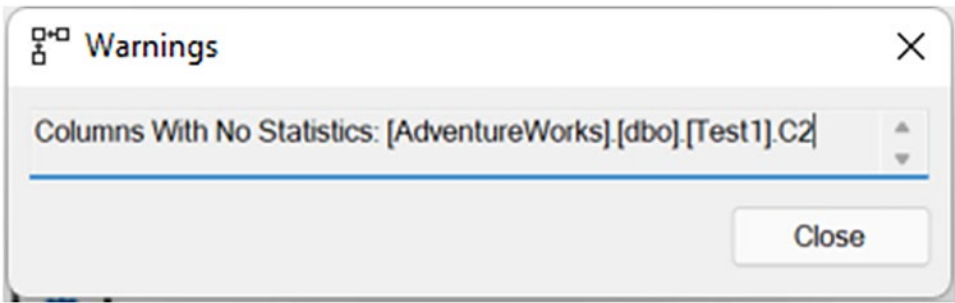 Warnings
Columns With No Statistics: [AdventureWorks].[dbo].[Test1].C2
Close